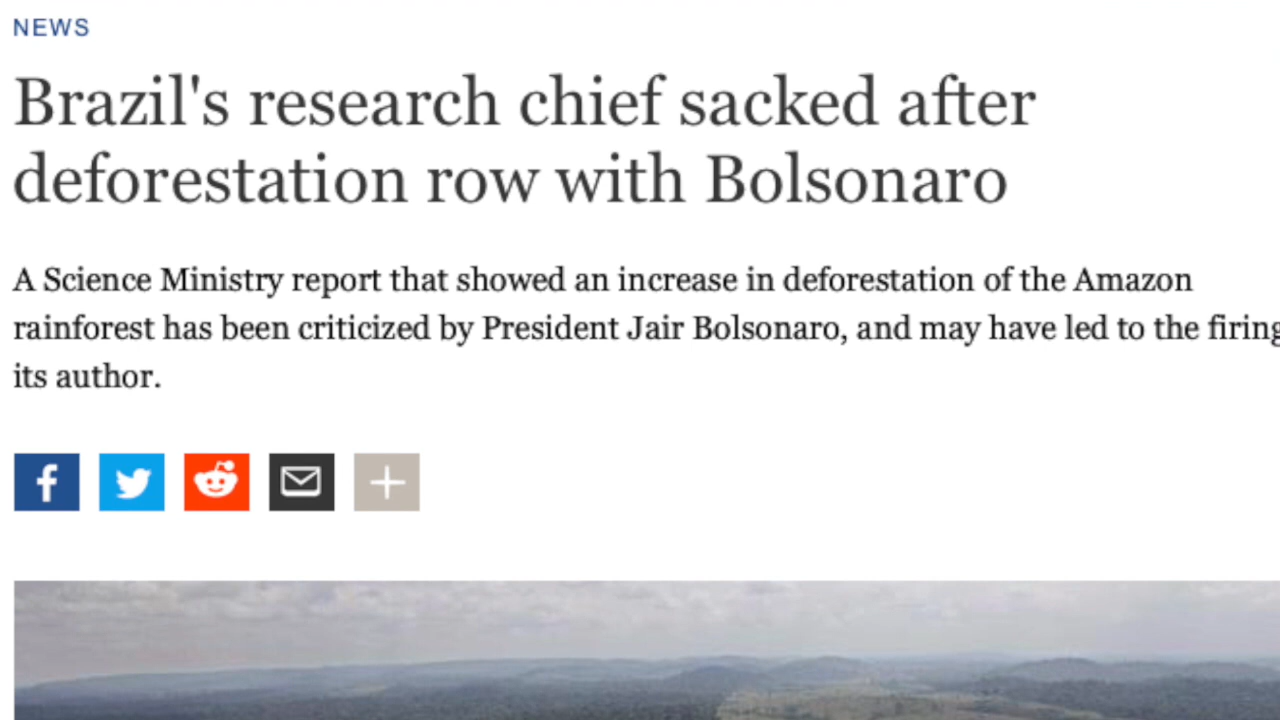 NEWS
Brazil's research chief sacked after
deforestation row with Bolsonaro
A Science Ministry report that showed an increase in deforestation of the Amazon
rainforest has been criticized by President Jair Bolsonaro, and may have led to the firing
its author.